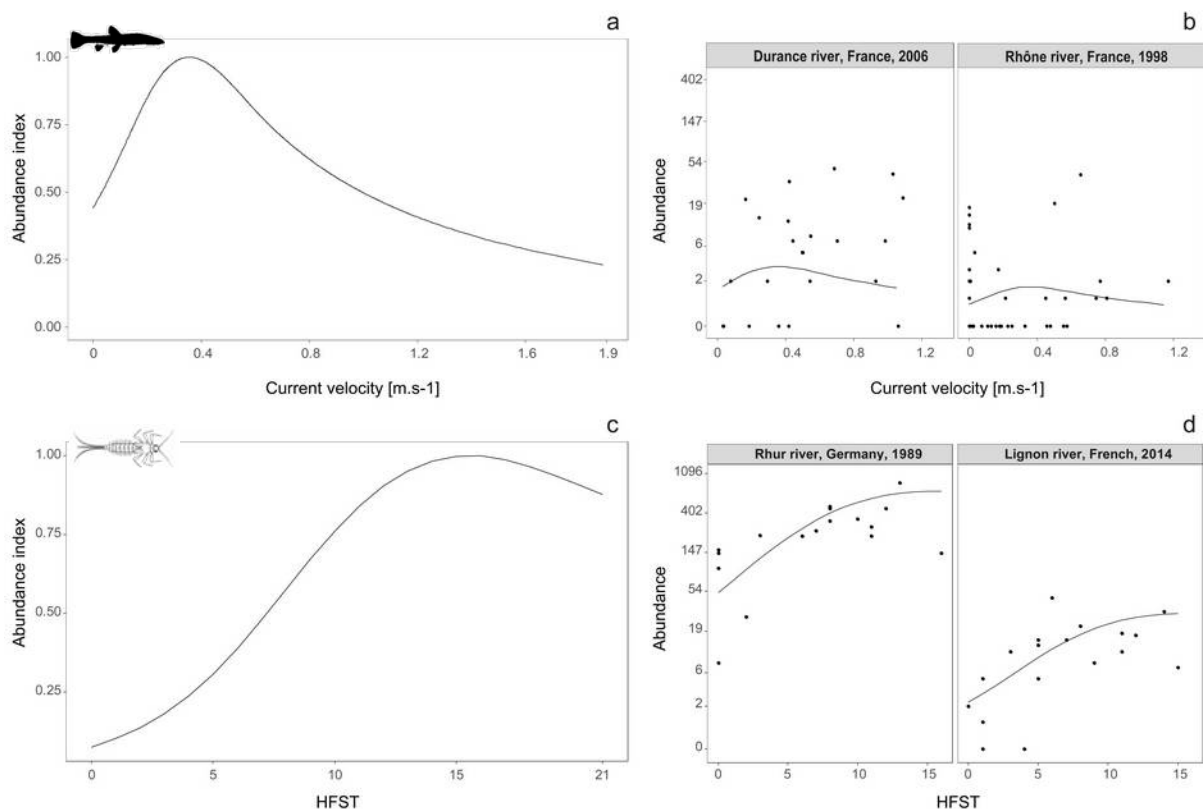 a
1.00
0.75
0.50
0.25
0.00
Abundance index
0 0.4 0.8 1.2 1.6 1.9
Current velocity [m.s-1]
b
Durance river, France, 2006 Rhône river, France, 1998
402
147
54
19
6
2
0
Abundance
0 0.4 0.8 1.2 0 0.4 0.8 1.2
Current velocity [m.s-1]
c
1.00
0.75
0.50
0.25
Abundance index
0 5 10 15 21
HFST
d
Rhur river, Germany, 1989 Lignon river, French, 2014
1096
402
147
54
19
6
2
0
Abundance
0 5 10 15 0 5 10 15
HFST